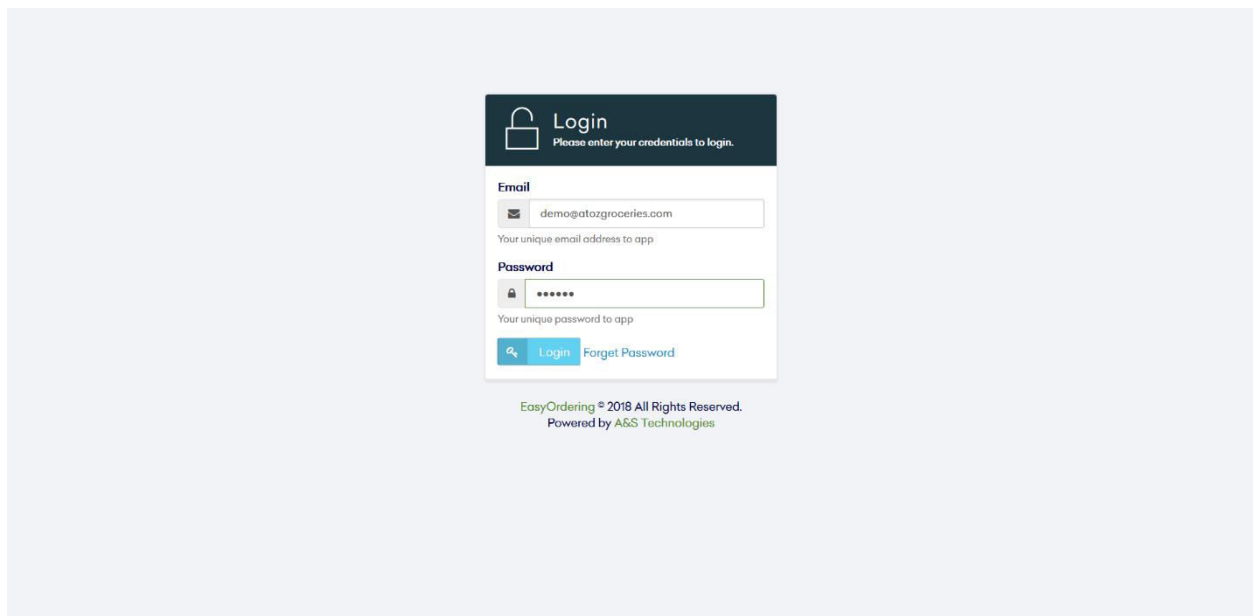 Login
Please enter your credentials to login.
Email
demo@atozgroceries.com
Your unique email address to app
Password
••••••
Your unique password to app
Login Forget Password
EasyOrdering © 2018 All Rights Reserved.
Powered by A&S Technologies